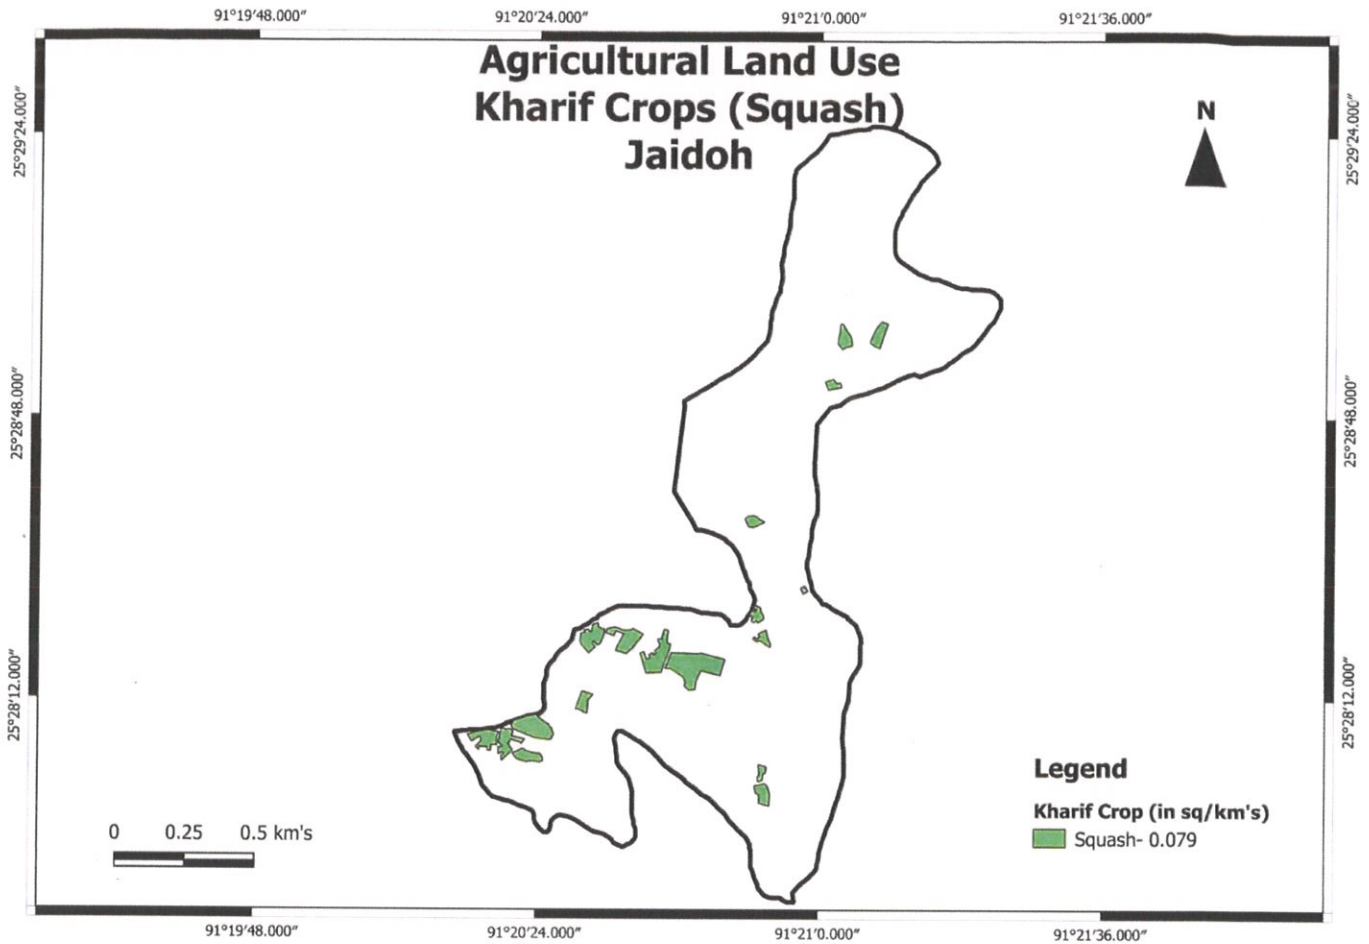 91°19'48.000" 91°20'24.000" 91°21'0.000" 91°21'36.000"
Agricultural Land Use
Kharif Crops (Squash)
Jaidoh
N
25°29'24.000"
25°29'24.000"
25°28'48.000"
25°28'48.000"
25°28'12.000"
25°28'12.000"
Legend
Kharif Crop (in sq/km's)
Squash- 0.079
0 0.25 0.5 km's
91°19'48.000" 91°20'24.000" 91°21'0.000" 91°21'36.000"